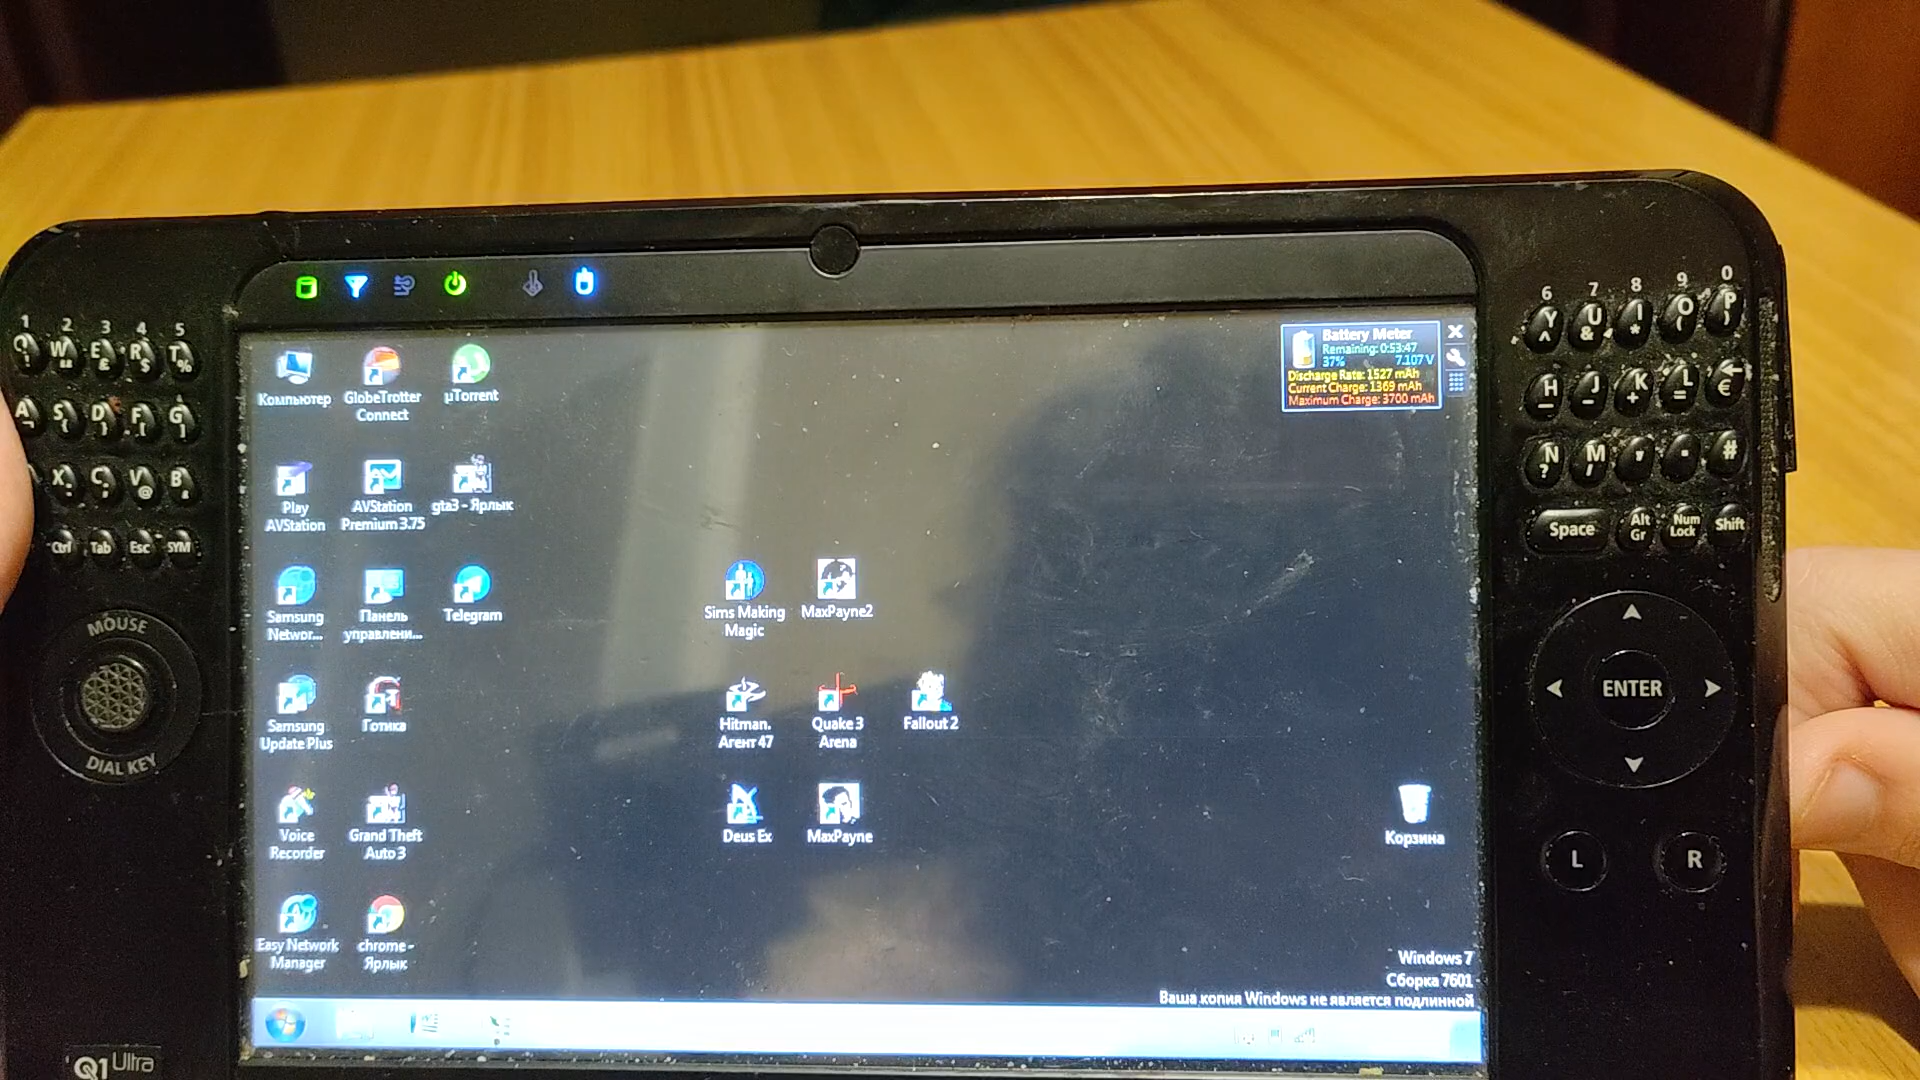 1 2 3 4 5
Q W E R T
! " £ $ %
A S D F G
X C V B
Ctrl Tab Esc SYM
MOUSE
DIAL KEY
Q1 Ultra
Компьютер
GlobeTrotter
Connect
µTorrent
Play
AVStation
AVStation
Premium 3.75
gta3 - Ярлык
Samsung
Networ...
Панель
управлени...
Telegram
Samsung
Update Plus
Готика
Voice
Recorder
Grand Theft
Auto 3
Easy Network
Manager
chrome -
Ярлык
Sims Making
Magic
MaxPayne2
Hitman.
Агент 47
Quake 3
Arena
Fallout 2
Deus Ex
MaxPayne
Battery Meter
Remaining: 0:53:47
37% 7.107 V
Discharge Rate: 1527 mAh
Current Charge: 1369 mAh
Maximum Charge: 3700 mAh
Корзина
Windows 7
Сборка 7601
Ваша копия Windows не является подлинной
6 7 8 9 0
Y U I O P
^ & * ( )
H J K L
_ - + = €
N M , . #
? /
Space Alt Gr Num Lock Shift
ENTER
L R